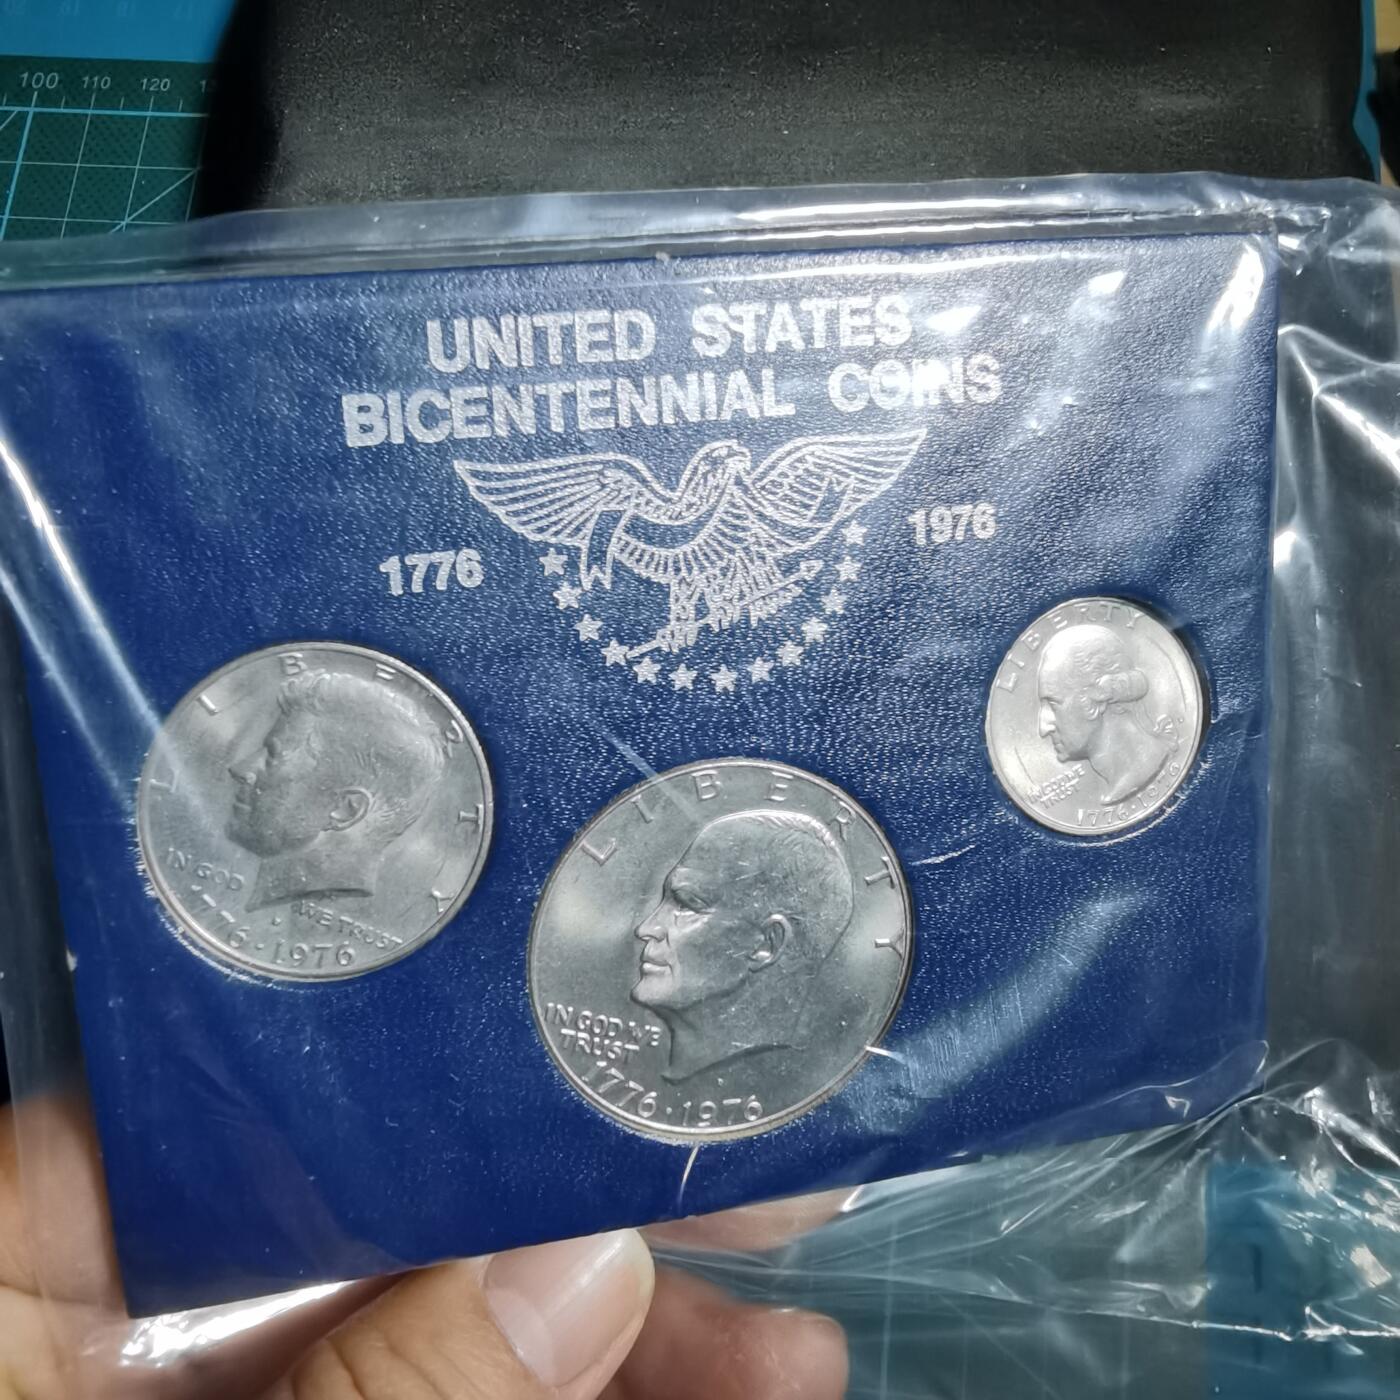 100 110 120
UNITED STATES
BICENTENNIAL COINS
1776 1976
LIBERTY
IN GOD
WE TRUST
1776·1976
LIBERTY
IN GOD WE
TRUST
1776·1976
LIBERTY
IN GOD WE
TRUST
1776·1976